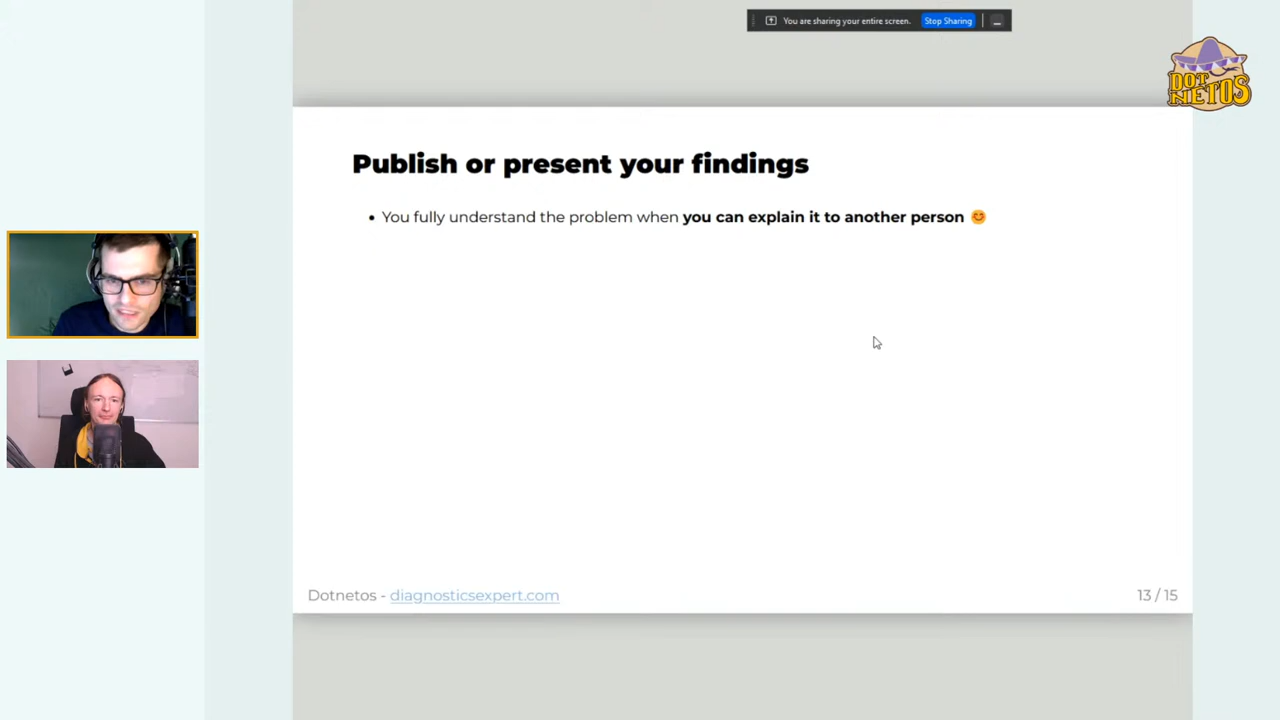 You are sharing your entire screen. Stop Sharing
DOT
NETOS
Publish or present your findings
• You fully understand the problem when you can explain it to another person 😊
Dotnetos - diagnosticsexpert.com
13 / 15